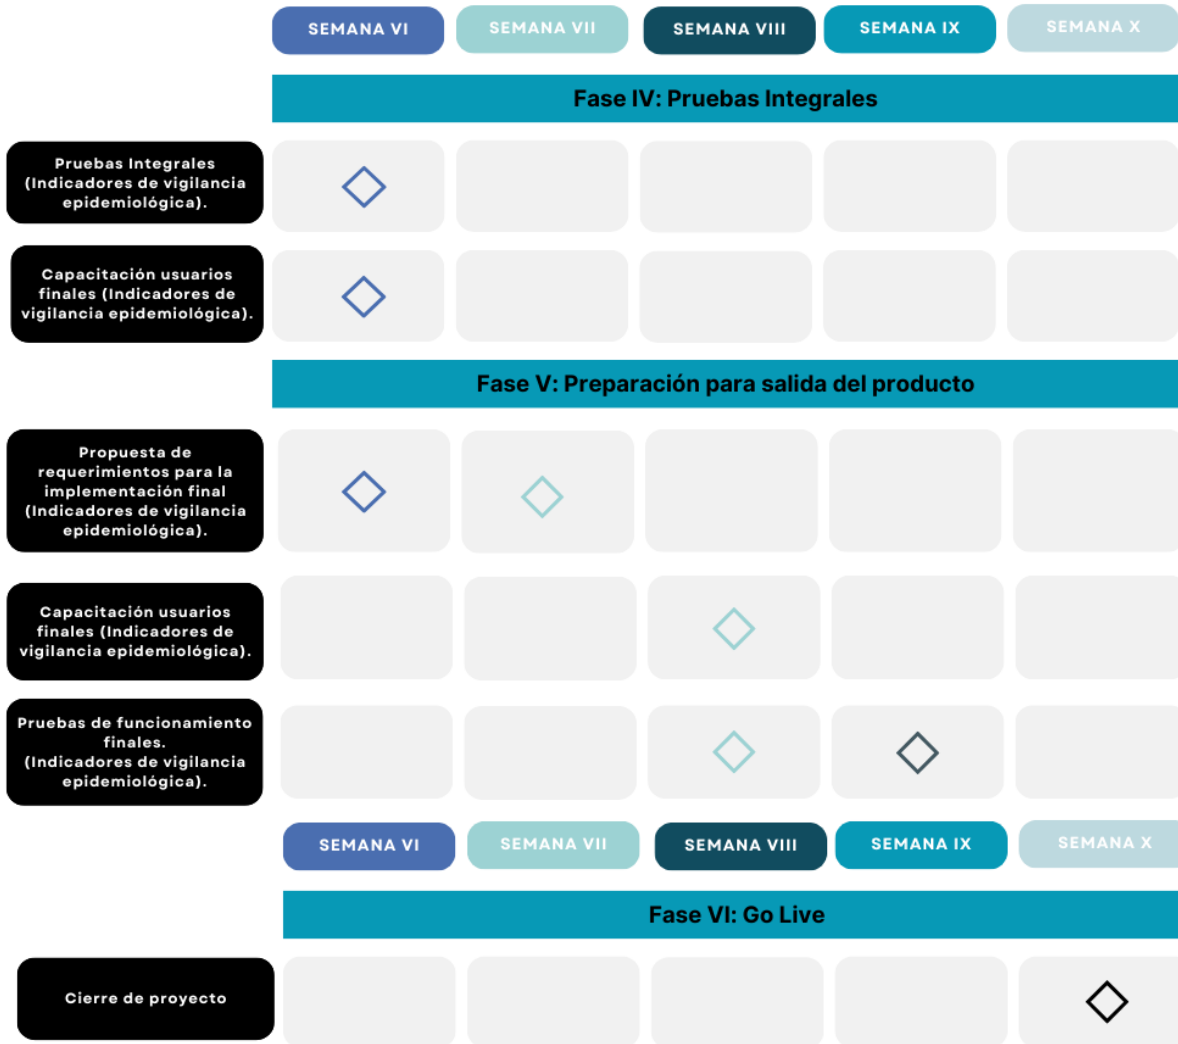 SEMANA VI
SEMANA VII
SEMANA VIII
SEMANA IX
SEMANA X
Fase IV: Pruebas Integrales
Pruebas Integrales
(Indicadores de vigilancia
epidemiológica).
Capacitación usuarios
finales (Indicadores de
vigilancia epidemiológica).
Fase V: Preparación para salida del producto
Propuesta de
requerimientos para la
implementación final
(Indicadores de vigilancia
epidemiológica).
Capacitación usuarios
finales (Indicadores de
vigilancia epidemiológica).
Pruebas de funcionamiento
finales.
(Indicadores de vigilancia
epidemiológica).
SEMANA VI
SEMANA VII
SEMANA VIII
SEMANA IX
SEMANA X
Fase VI: Go Live
Cierre de proyecto